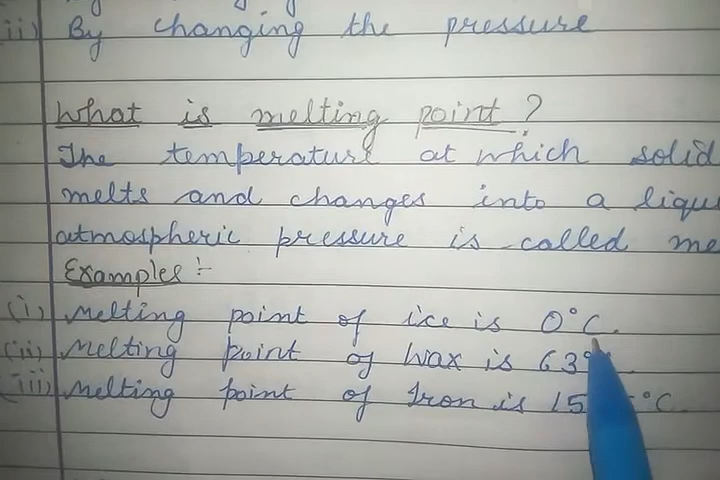 ii) By changing the pressure
What is melting point?
The temperature at which solid
melts and changes into a
atmospheric pressure is called
Examples :-
(i) Melting point of ice is 0°C.
(ii) Melting point of wax is 63°
(iii) Melting point of Iron is 15 °C.